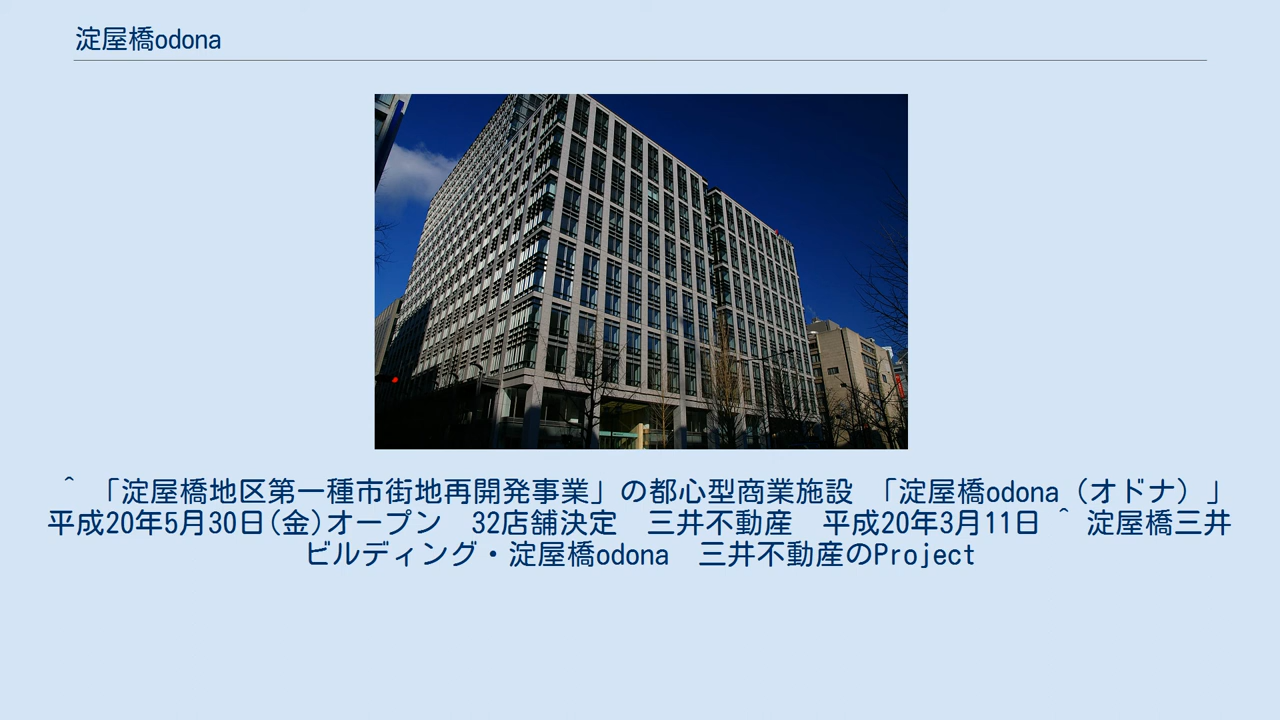 淀屋橋odona
^ 「淀屋橋地区第一種市街地再開発事業」の都心型商業施設 「淀屋橋odona（オドナ）」
平成20年5月30日(金)オープン　32店舗決定　三井不動産　平成20年3月11日 ^ 淀屋橋三井
ビルディング・淀屋橋odona　三井不動産のProject